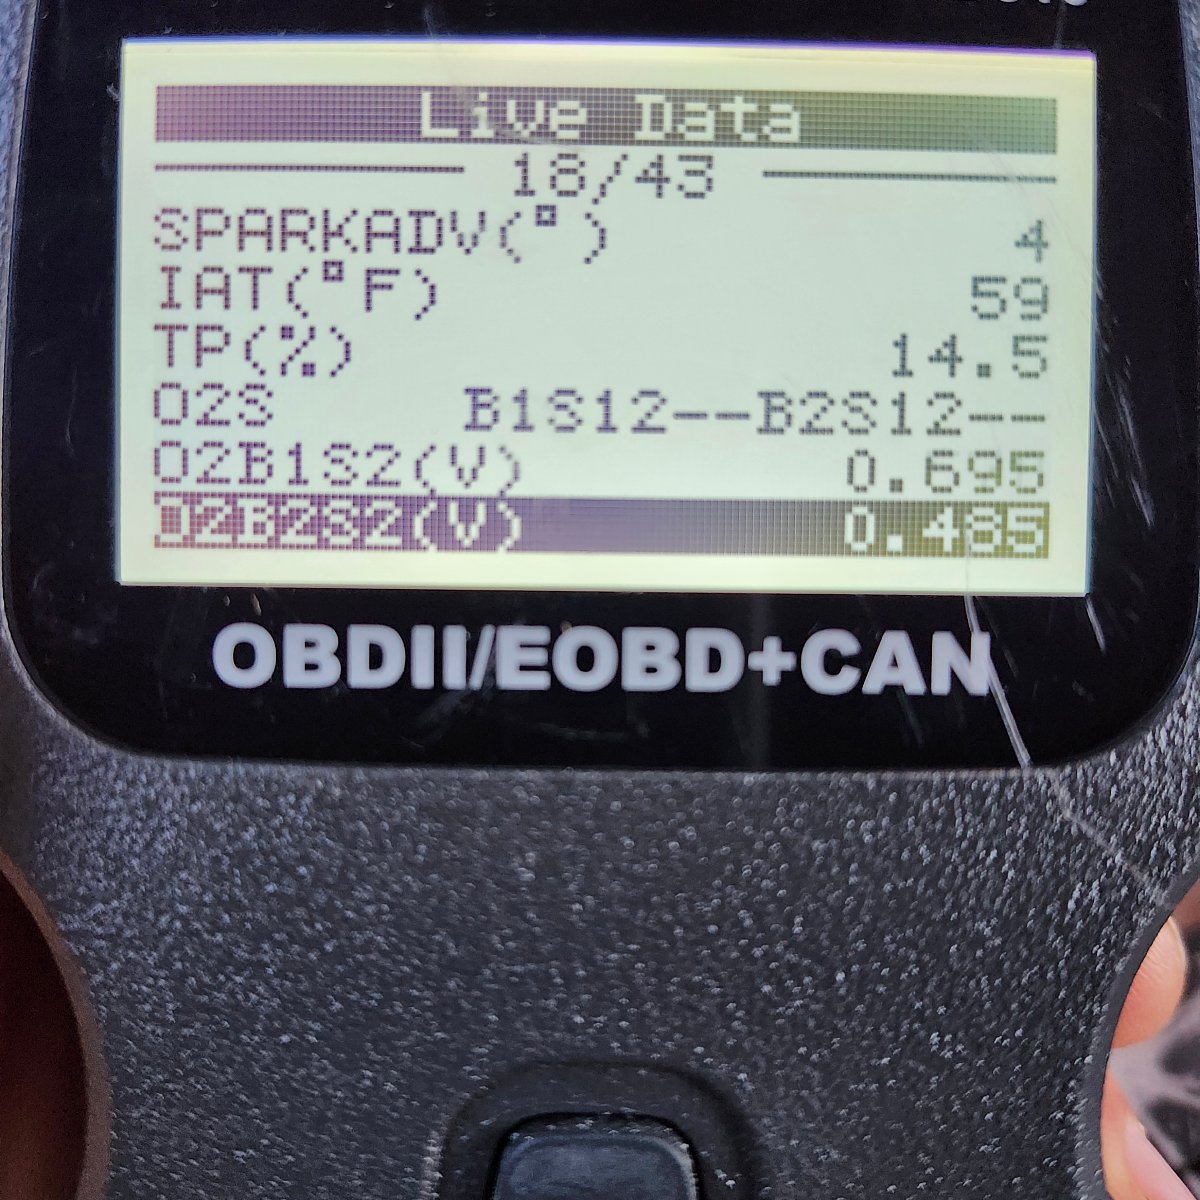 Live Data
18/43
SPARKADV(°) 4
IAT(°F) 59
TP(%) 14.5
O2S B1S12--B2S12--
O2B1S2(V) 0.695
O2B2S2(V) 0.485
OBDII/EOBD+CAN